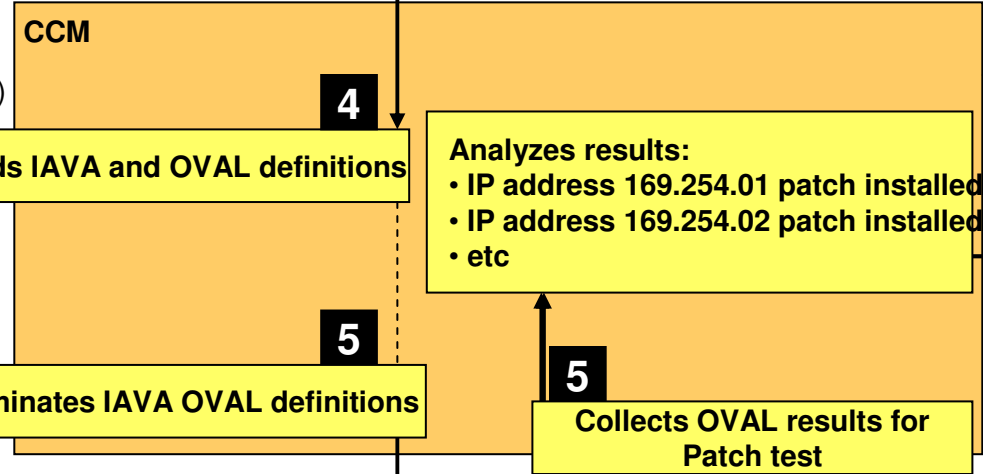 CCM
)
4
ds IAVA and OVAL definitions
Analyzes results:
• IP address 169.254.01 patch installed
• IP address 169.254.02 patch installed
• etc
5
minates IAVA OVAL definitions
5
Collects OVAL results for
Patch test